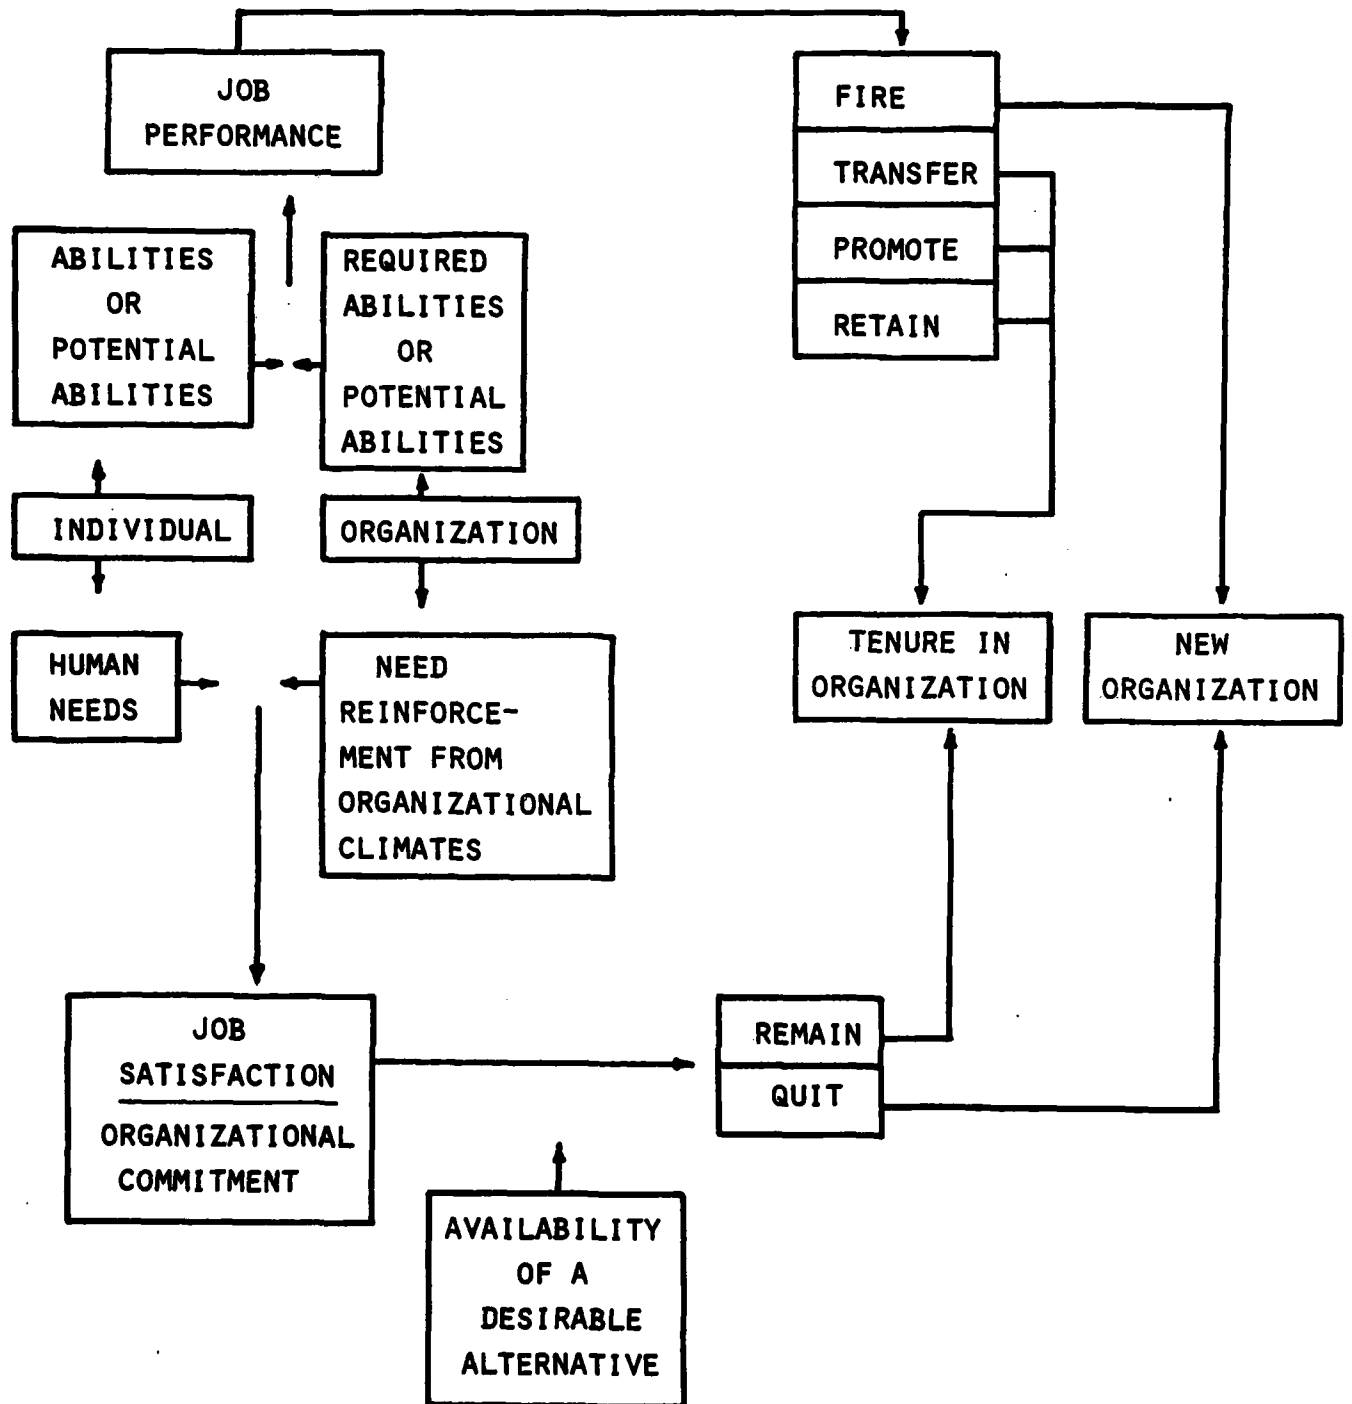 JOB
PERFORMANCE
FIRE
TRANSFER
PROMOTE
RETAIN
ABILITIES
OR
POTENTIAL
ABILITIES
REQUIRED
ABILITIES
OR
POTENTIAL
ABILITIES
INDIVIDUAL
ORGANIZATION
HUMAN
NEEDS
NEED
REINFORCE-
MENT FROM
ORGANIZATIONAL
CLIMATES
TENURE IN
ORGANIZATION
NEW
ORGANIZATION
JOB
SATISFACTION
ORGANIZATIONAL
COMMITMENT
REMAIN
QUIT
AVAILABILITY
OF A
DESIRABLE
ALTERNATIVE